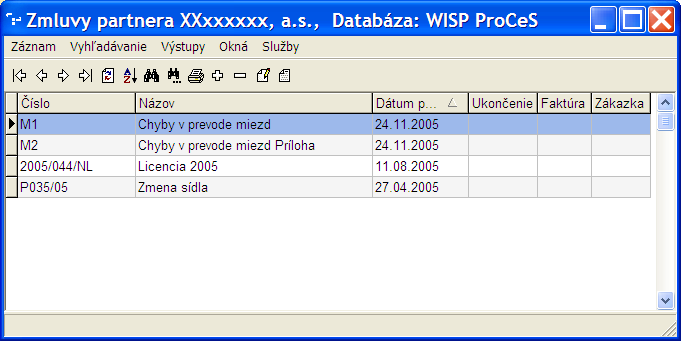 Zmluvy partnera XXxxxxxx, a.s., Databáza: WISP ProCeS
Záznam Vyhľadávanie Výstupy Okná Služby
Číslo Názov Dátum p... Ukončenie Faktúra Zákazka
M1 Chyby v prevode miezd 24.11.2005
M2 Chyby v prevode miezd Príloha 24.11.2005
2005/044/NL Licencia 2005 11.08.2005
P035/05 Zmena sídla 27.04.2005